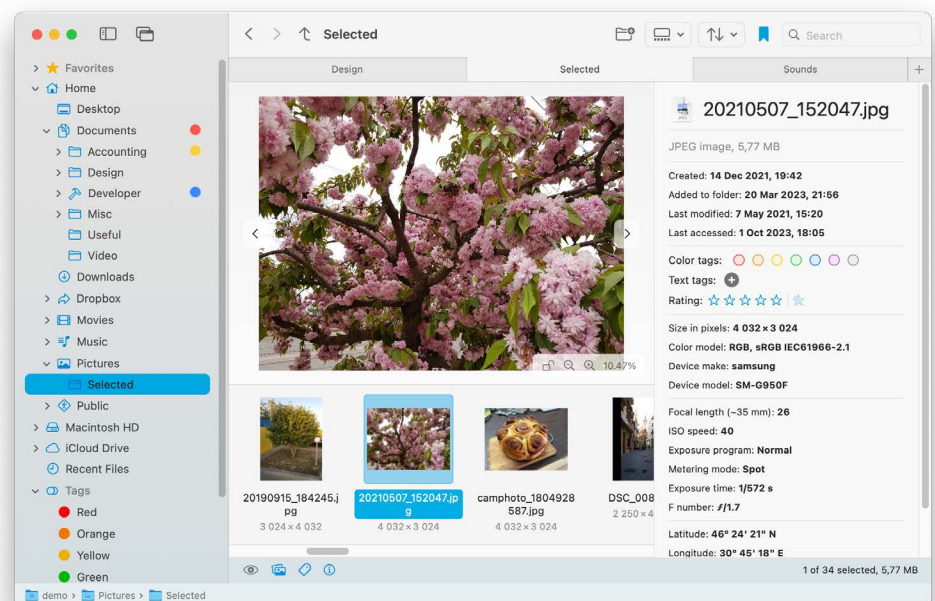 Selected
Search
Favorites
Home
Desktop
Documents
Accounting
Design
Developer
Misc
Useful
Video
Downloads
Dropbox
Movies
Music
Pictures
Selected
Public
Macintosh HD
iCloud Drive
Recent Files
Tags
Red
Orange
Yellow
Green
Design
Selected
Sounds
10.47%
20190915_184245.j
pg
3 024 × 4 032
20210507_152047.jp
g
4 032 × 3 024
camphoto_1804928
587.jpg
4 032 × 3 024
DSC_008
2 250 × 4
20210507_152047.jpg
JPEG image, 5,77 MB
Created: 14 Dec 2021, 19:42
Added to folder: 20 Mar 2023, 21:56
Last modified: 7 May 2021, 15:20
Last accessed: 1 Oct 2023, 18:05
Color tags:
Text tags:
Rating:
Size in pixels: 4 032 × 3 024
Color model: RGB, sRGB IEC61966-2.1
Device make: samsung
Device model: SM-G950F
Focal length (~35 mm): 26
ISO speed: 40
Exposure program: Normal
Metering mode: Spot
Exposure time: 1/572 s
F number: ƒ/1.7
Latitude: 46° 24' 21" N
Longitude: 30° 45' 18" E
1 of 34 selected, 5,77 MB
demo › Pictures › Selected